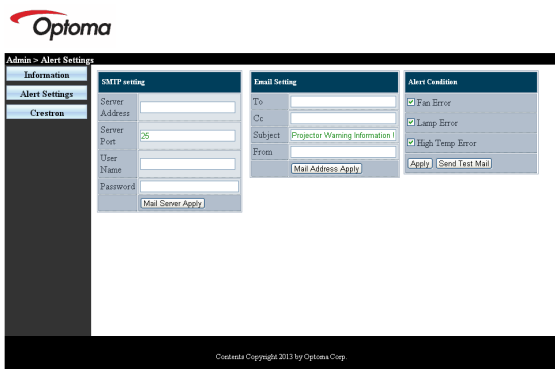 Optoma
Admin > Alert Settings
Information
Alert Settings
Crestron
SMTP setting
Server Address
Server Port
25
User Name
Password
Mail Server Apply
Email Setting
To
Cc
Subject
Projector Warning Information !
From
Mail Address Apply
Alert Condition
Fan Error
Lamp Error
High Temp Error
Apply Send Test Mail
Contents Copyright 2013 by Optoma Corp.